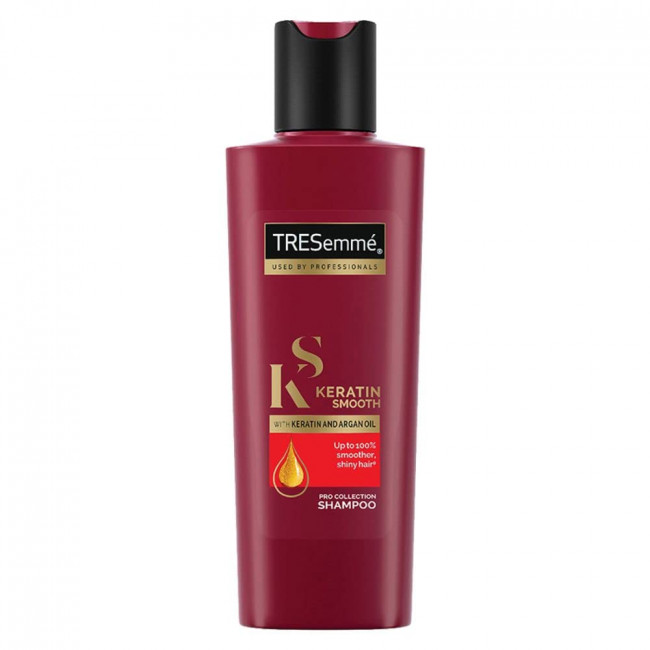 TRESemmé®
USED BY PROFESSIONALS
KS
KERATIN
SMOOTH
WITH KERATIN AND ARGAN OIL
Up to 100%
smoother,
shiny hair#
PRO COLLECTION
SHAMPOO